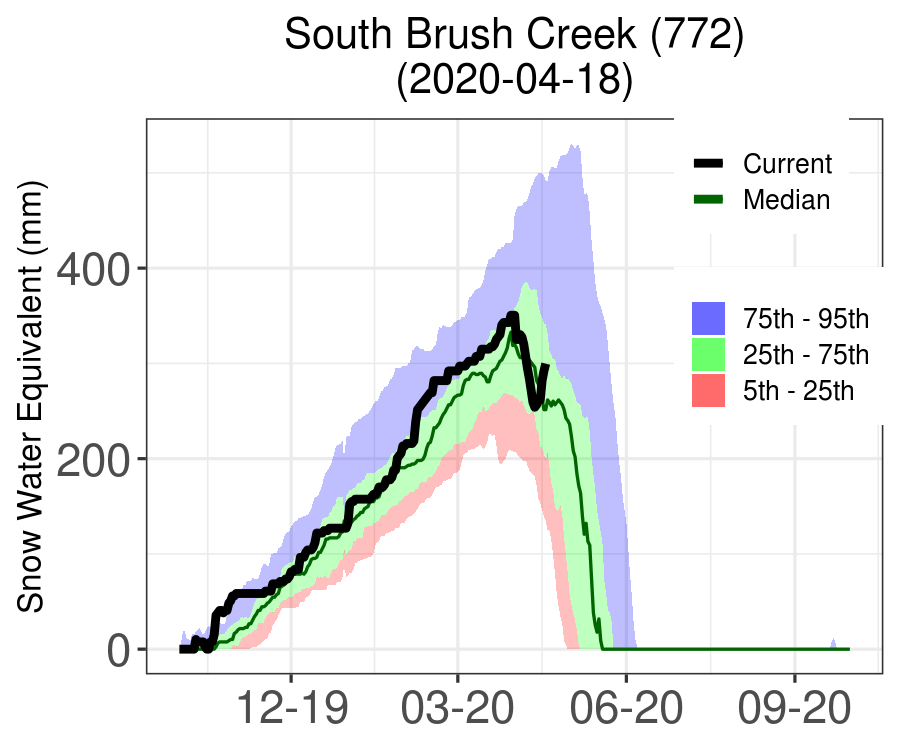 South Brush Creek (772)
(2020-04-18)
Snow Water Equivalent (mm)
400
200
0
12-19
03-20
06-20
09-20
Current
Median
75th - 95th
25th - 75th
5th - 25th